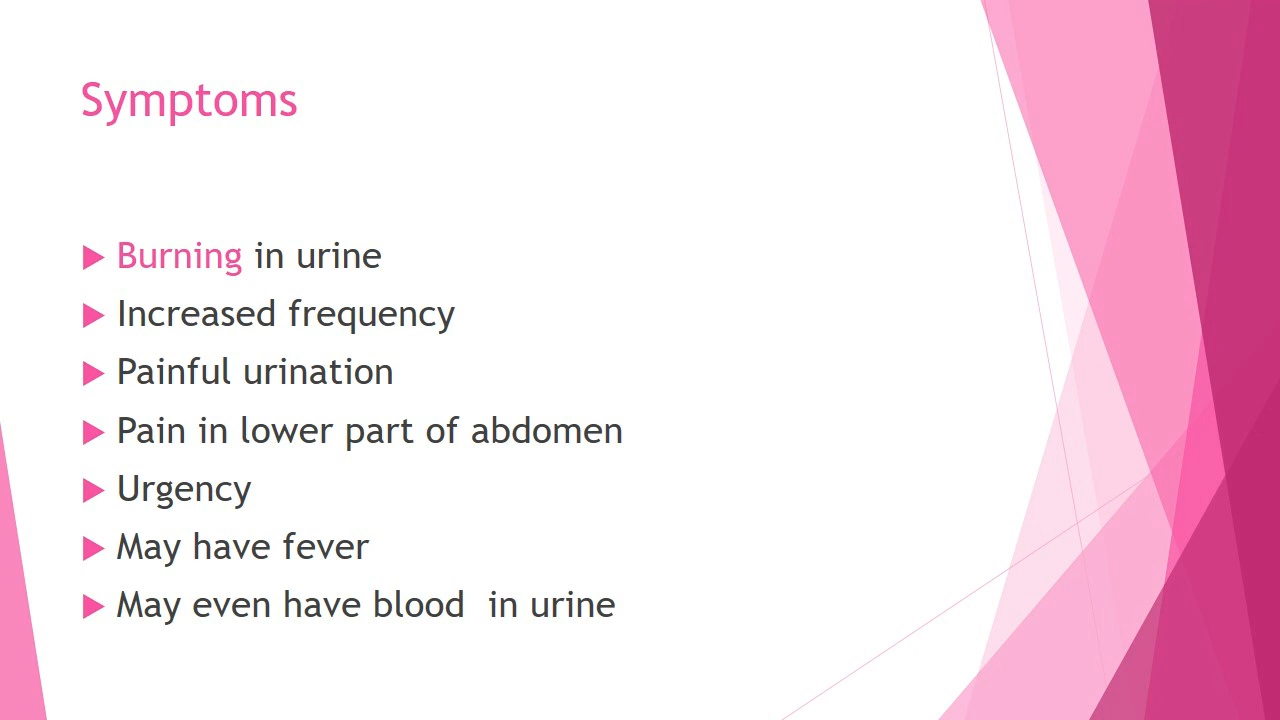 Symptoms
Burning in urine
Increased frequency
Painful urination
Pain in lower part of abdomen
Urgency
May have fever
May even have blood  in urine